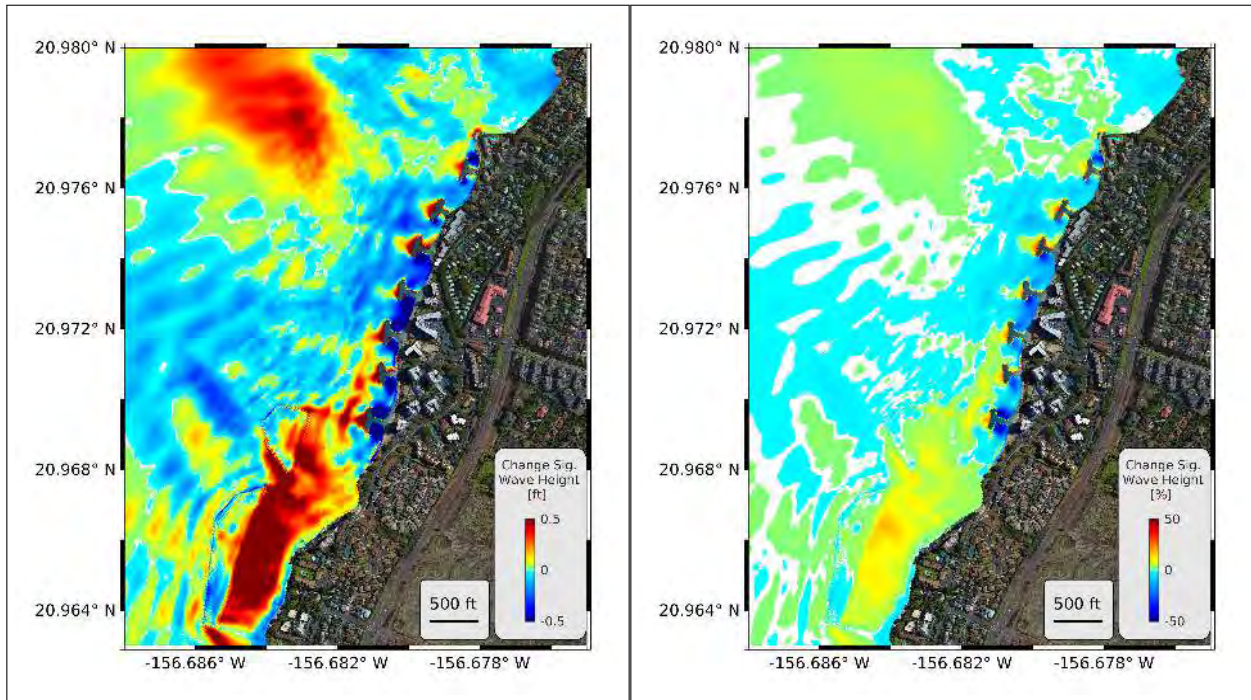 20.980° N
20.976° N
20.972° N
20.968° N
20.964° N
Change Sig.
Wave Height
[ft]
0.5
0
-0.5
500 ft
-156.686° W
-156.682° W
-156.678° W
20.980° N
20.976° N
20.972° N
20.968° N
20.964° N
Change Sig.
Wave Height
[%]
50
0
-50
500 ft
-156.686° W
-156.682° W
-156.678° W